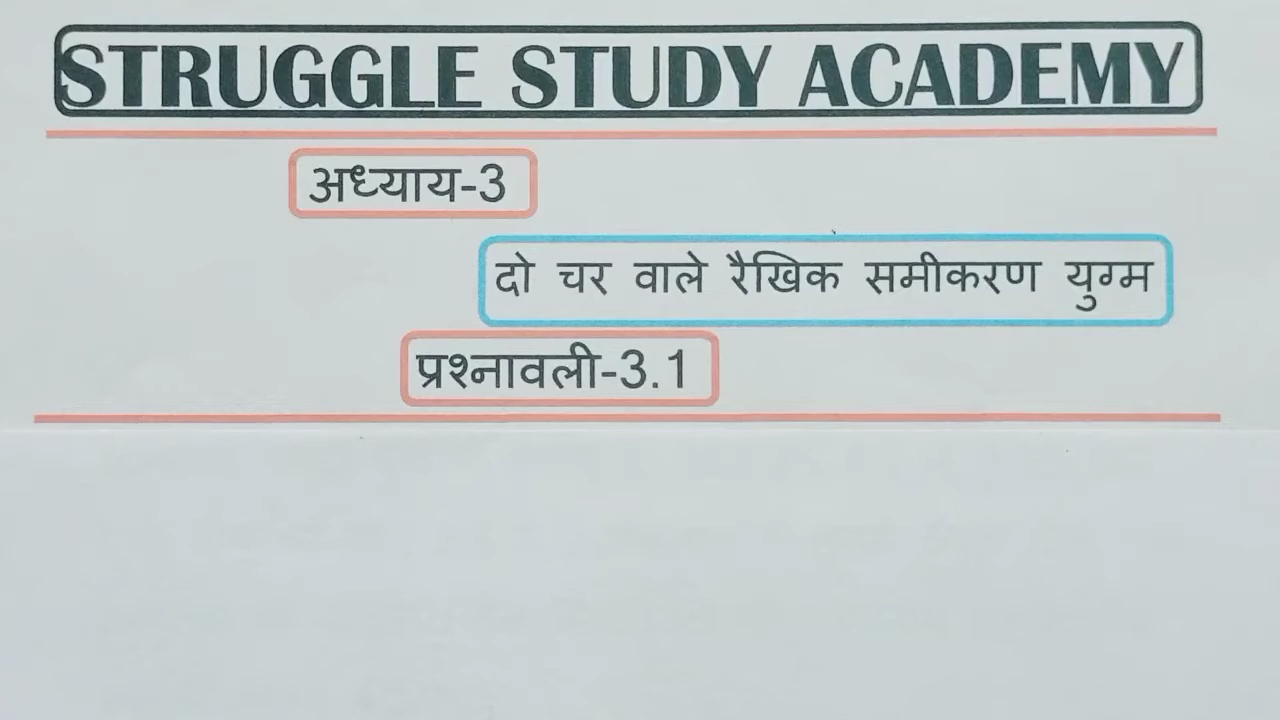 STRUGGLE STUDY ACADEMY
अध्याय-3
दो चर वाले रैखिक समीकरण युग्म
प्रश्नावली-3.1